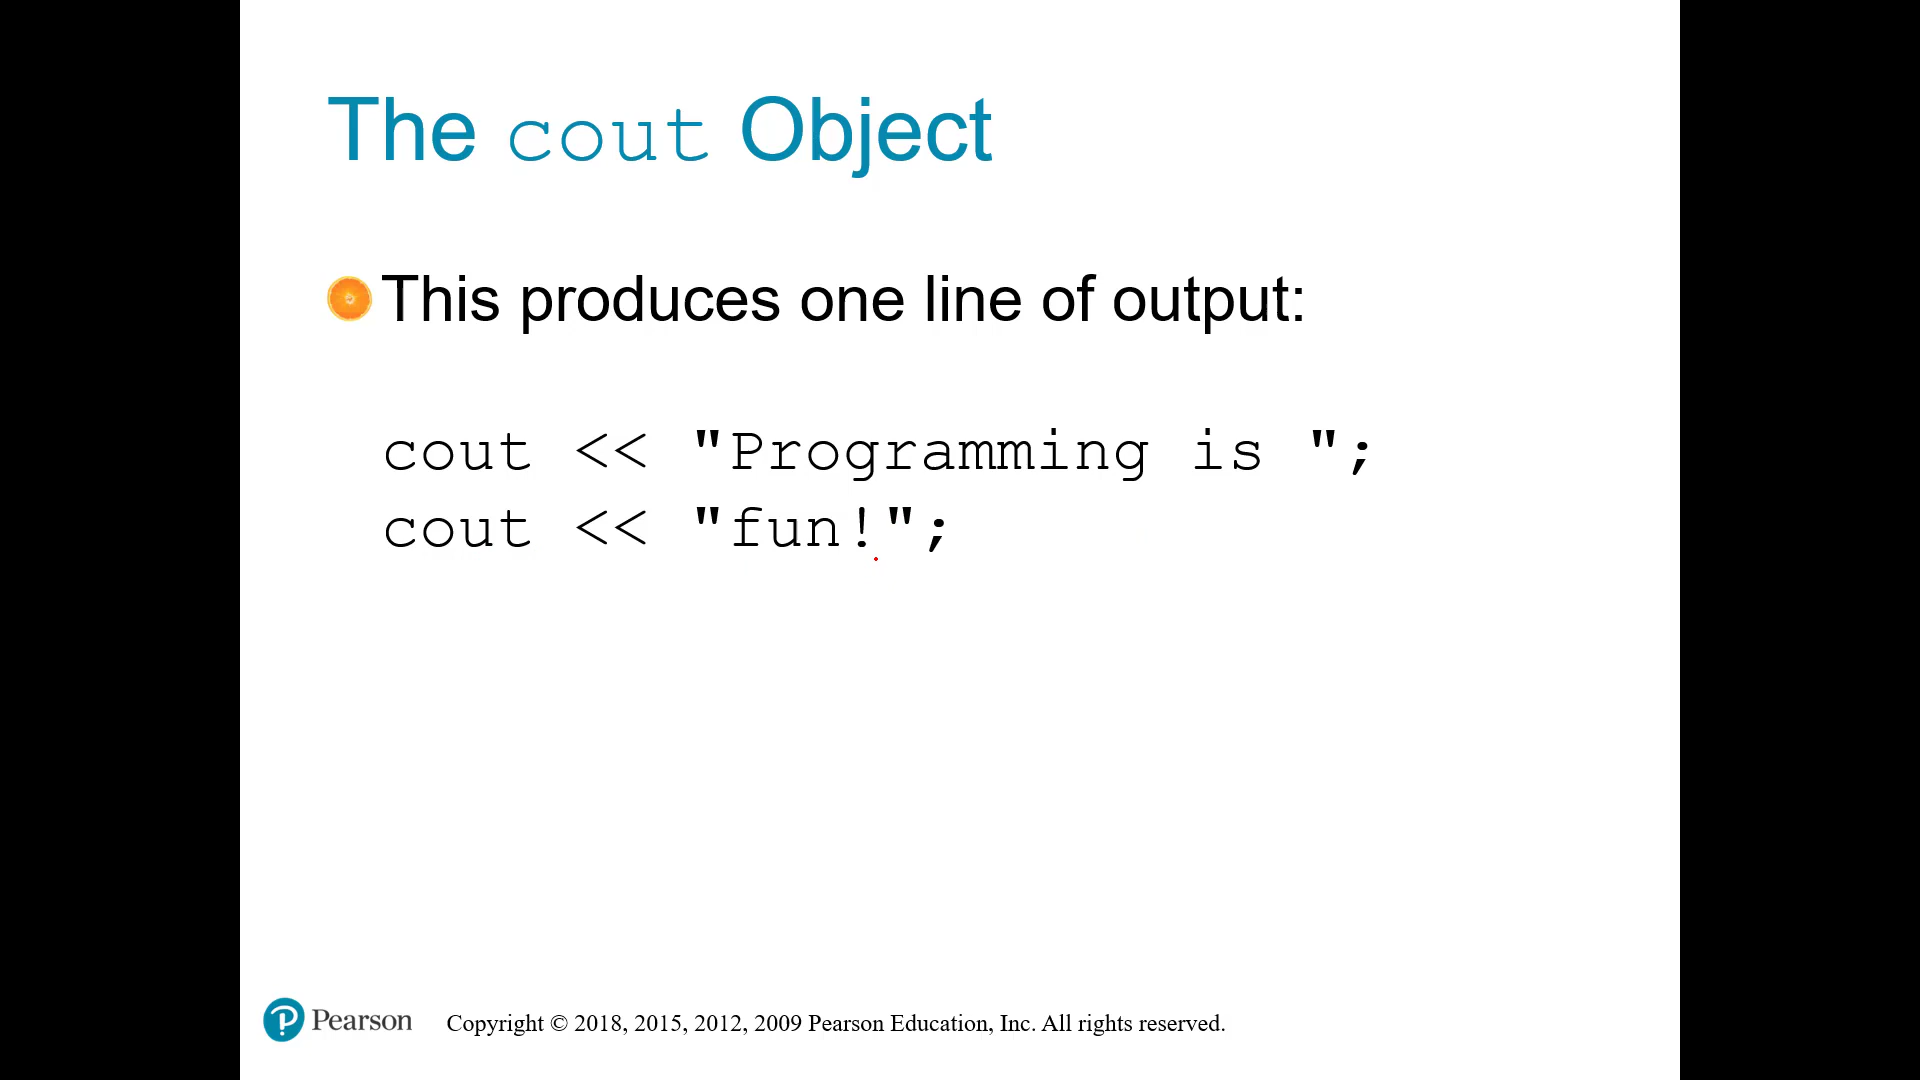 The cout Object
This produces one line of output:
cout << "Programming is ";
cout << "fun!";
Pearson Copyright © 2018, 2015, 2012, 2009 Pearson Education, Inc. All rights reserved.